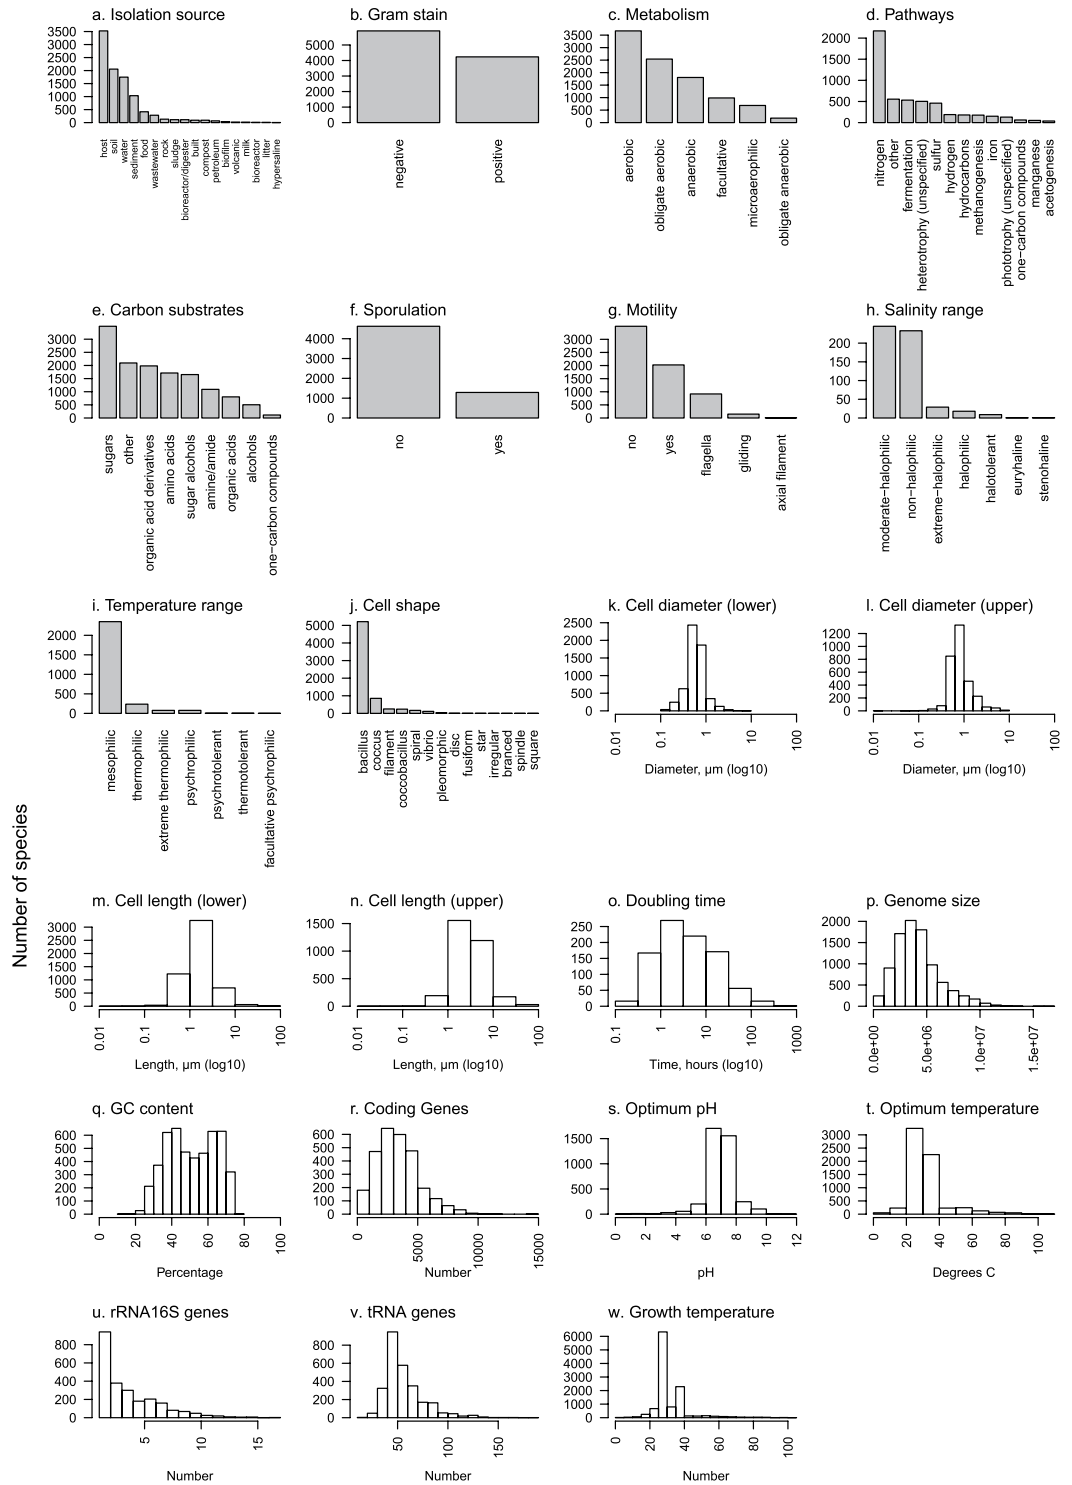 Number of species
a. Isolation source
3500
3000
2500
2000
1500
1000
500
0
host
soil
water
sediment
food
wastewater
rock
sludge
bioreactor/digester
built
compost
petroleum
biofilm
volcanic
milk
bioreactor
litter
hypersaline
b. Gram stain
5000
4000
3000
2000
1000
0
negative
positive
c. Metabolism
3500
3000
2500
2000
1500
1000
500
0
aerobic
obligate aerobic
anaerobic
facultative
microaerophilic
obligate anaerobic
d. Pathways
2000
1500
1000
500
0
nitrogen
other
fermentation
heterotrophy (unspecified)
sulfur
hydrogen
hydrocarbons
methanogenesis
iron
phototrophy (unspecified)
one−carbon compounds
manganese
acetogenesis
e. Carbon substrates
3000
2500
2000
1500
1000
500
0
sugars
other
organic acid derivatives
amino acids
sugar alcohols
amine/amide
organic acids
alcohols
one−carbon compounds
f. Sporulation
4000
3000
2000
1000
0
no
yes
g. Motility
3000
2500
2000
1500
1000
500
0
no
yes
flagella
gliding
axial filament
h. Salinity range
200
150
100
50
0
moderate−halophilic
non−halophilic
extreme−halophilic
halophilic
halotolerant
euryhaline
stenohaline
i. Temperature range
2000
1500
1000
500
0
mesophilic
thermophilic
extreme thermophilic
psychrophilic
psychrotolerant
thermotolerant
facultative psychrophilic
j. Cell shape
5000
4000
3000
2000
1000
0
bacillus
coccus
filament
coccobacillus
spiral
vibrio
pleomorphic
disc
fusiform
star
irregular
branced
spindle
square
k. Cell diameter (lower)
2500
2000
1500
1000
500
0
0.01
0.1
1
10
100
Diameter, µm (log10)
l. Cell diameter (upper)
1200
1000
800
600
400
200
0
0.01
0.1
1
10
100
Diameter, µm (log10)
m. Cell length (lower)
3000
2500
2000
1500
1000
500
0
0.01
0.1
1
10
100
Length, µm (log10)
n. Cell length (upper)
1500
1000
500
0
0.01
0.1
1
10
100
Length, µm (log10)
o. Doubling time
250
200
150
100
50
0
0.1
1
10
100
1000
Time, hours (log10)
p. Genome size
2000
1500
1000
500
0
0.0e+00
5.0e+06
1.0e+07
1.5e+07
q. GC content
600
500
400
300
200
100
0
0
20
40
60
80
100
Percentage
r. Coding Genes
600
500
400
300
200
100
0
0
5000
10000
15000
Number
s. Optimum pH
1500
1000
500
0
0
2
4
6
8
10
12
pH
t. Optimum temperature
3000
2500
2000
1500
1000
500
0
0
20
40
60
80
100
Degrees C
u. rRNA16S genes
800
600
400
200
0
5
10
15
Number
v. tRNA genes
800
600
400
200
0
50
100
150
Number
w. Growth temperature
6000
5000
4000
3000
2000
1000
0
0
20
40
60
80
100
Number